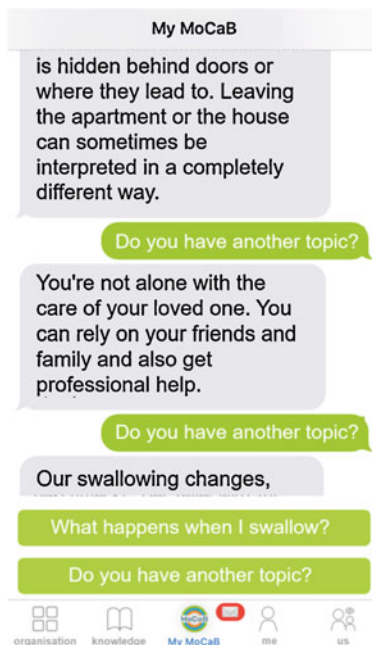 My MoCaB
is hidden behind doors or
where they lead to. Leaving
the apartment or the house
can sometimes be
interpreted in a completely
different way.
Do you have another topic?
You're not alone with the
care of your loved one. You
can rely on your friends and
family and also get
professional help.
Do you have another topic?
Our swallowing changes,
What happens when I swallow?
Do you have another topic?
MoCaB
organisation knowledge My MoCaB me us